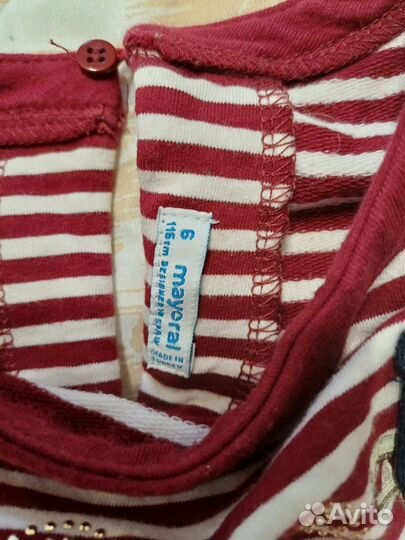 6
mayoral
116cm DESIGNED IN SPAIN
MADE IN
TURKEY
Avito